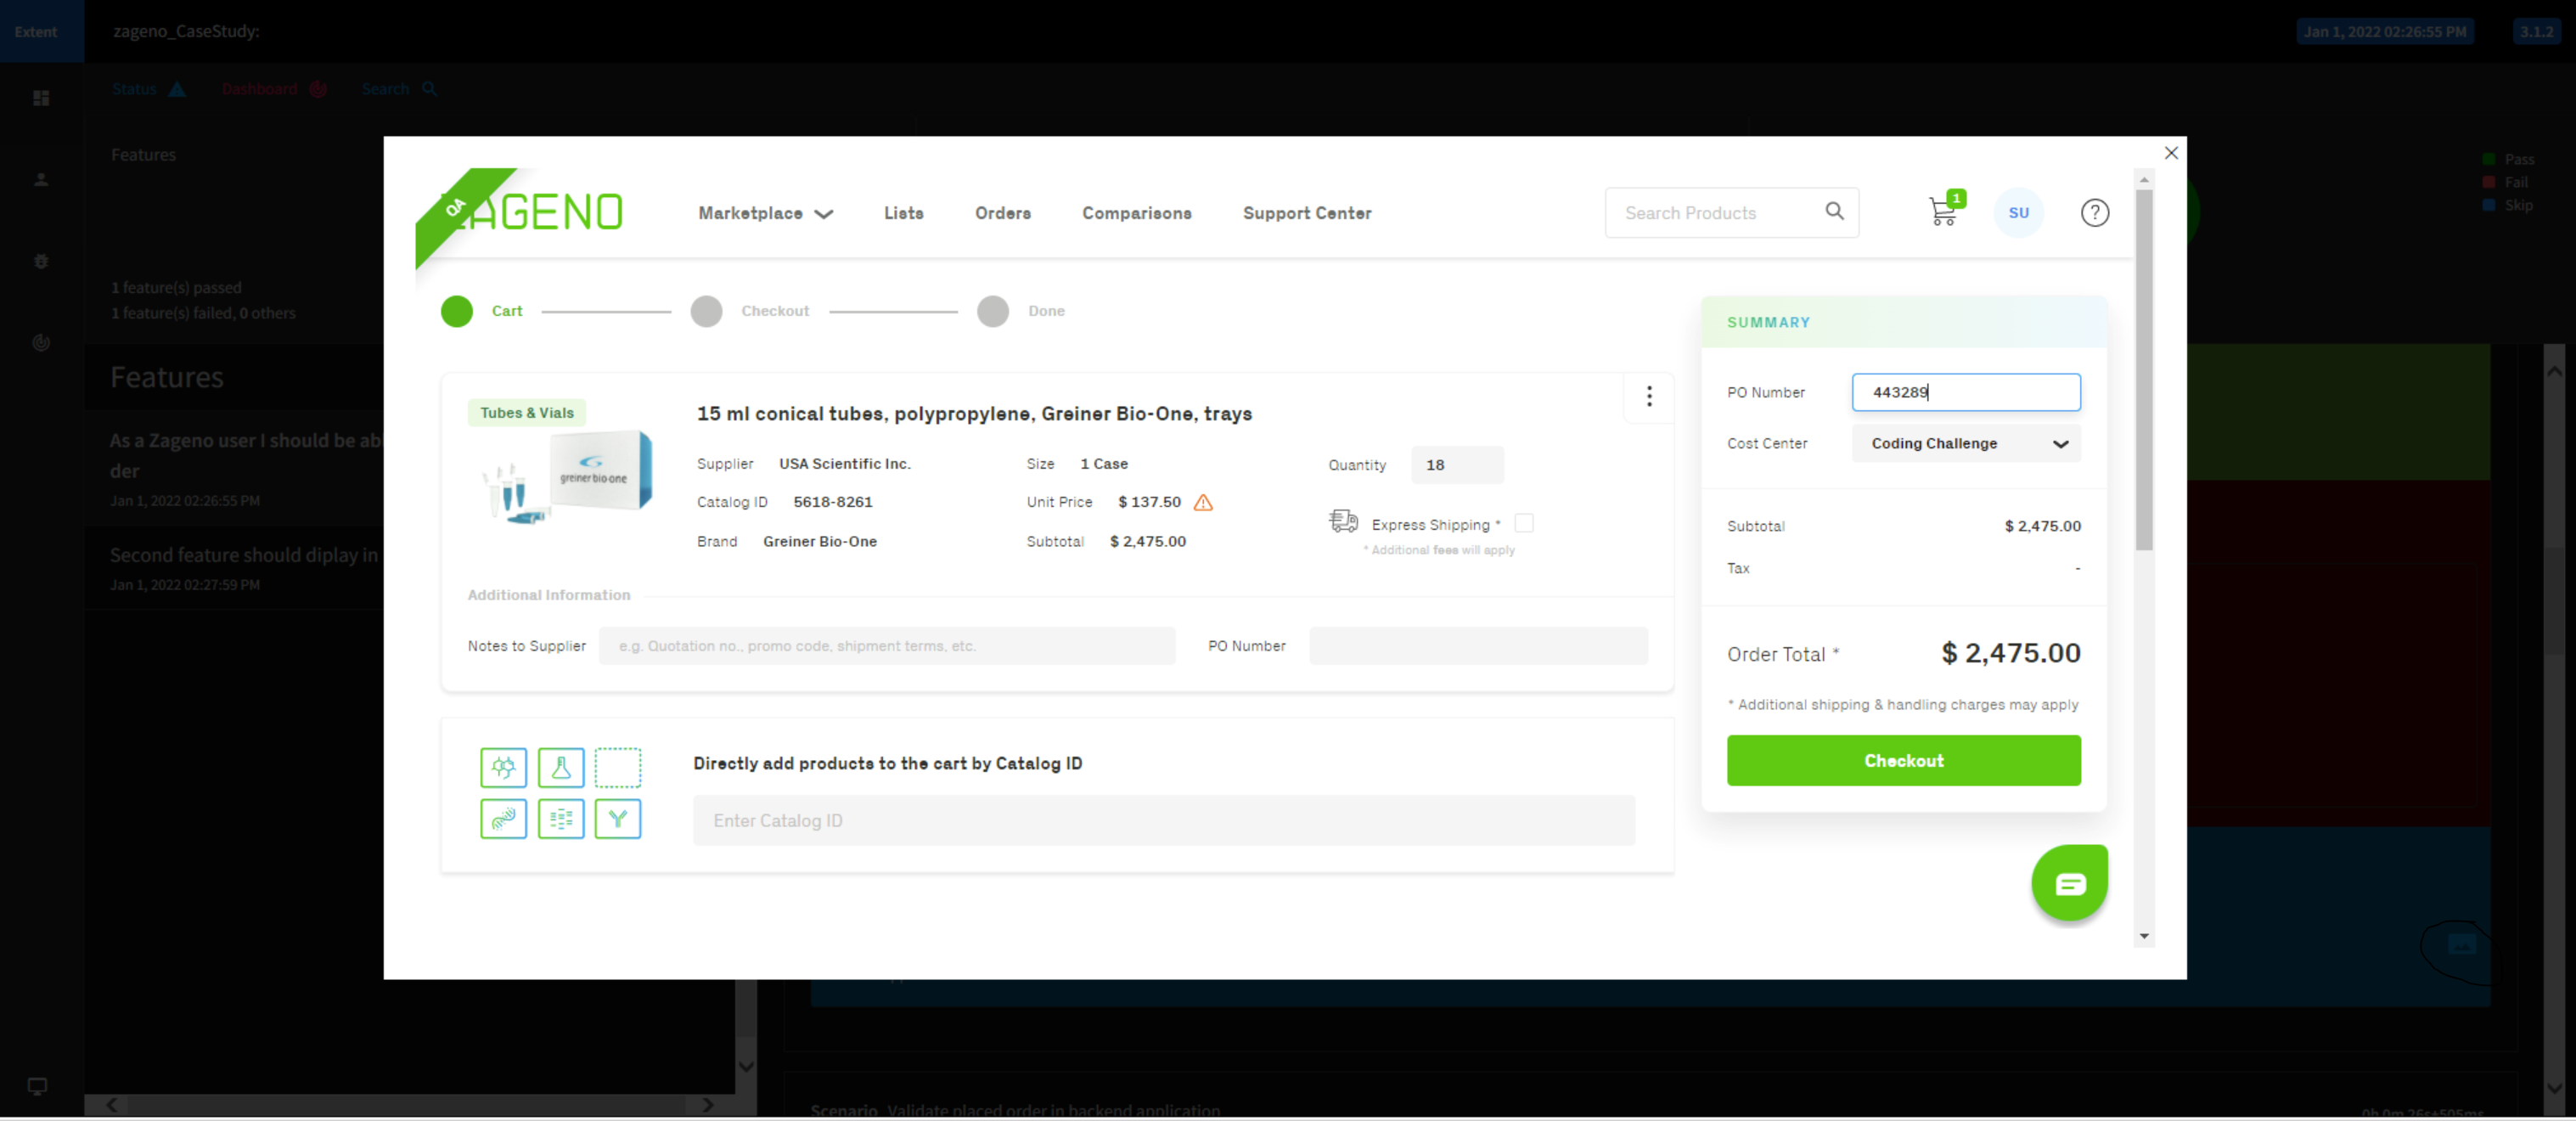 Extent
zageno_CaseStudy:
Jan 1, 2022 02:26:55 PM
3.1.2
Status
Dashboard
Search
Features
Pass
Fail
Skip
1 feature(s) passed
1 feature(s) failed, 0 others
Features
As a Zageno user I should be ab
der
Jan 1, 2022 02:26:55 PM
Second feature should diplay in
Jan 1, 2022 02:27:59 PM
QA
AGENO
Marketplace
Lists
Orders
Comparisons
Support Center
Search Products
1
SU
?
Cart
Checkout
Done
Tubes & Vials
greiner bio-one
15 ml conical tubes, polypropylene, Greiner Bio-One, trays
Supplier USA Scientific Inc.
Size 1 Case
Quantity 18
Catalog ID 5618-8261
Unit Price $ 137.50
Express Shipping *
Brand Greiner Bio-One
Subtotal $ 2,475.00
* Additional fees will apply
Additional Information
Notes to Supplier e.g. Quotation no., promo code, shipment terms, etc.
PO Number
Directly add products to the cart by Catalog ID
Enter Catalog ID
SUMMARY
PO Number 443289
Cost Center Coding Challenge
Subtotal $ 2,475.00
Tax -
Order Total * $ 2,475.00
* Additional shipping & handling charges may apply
Checkout
Scenario Validate placed order in backend application
0h 0m 26s+505ms